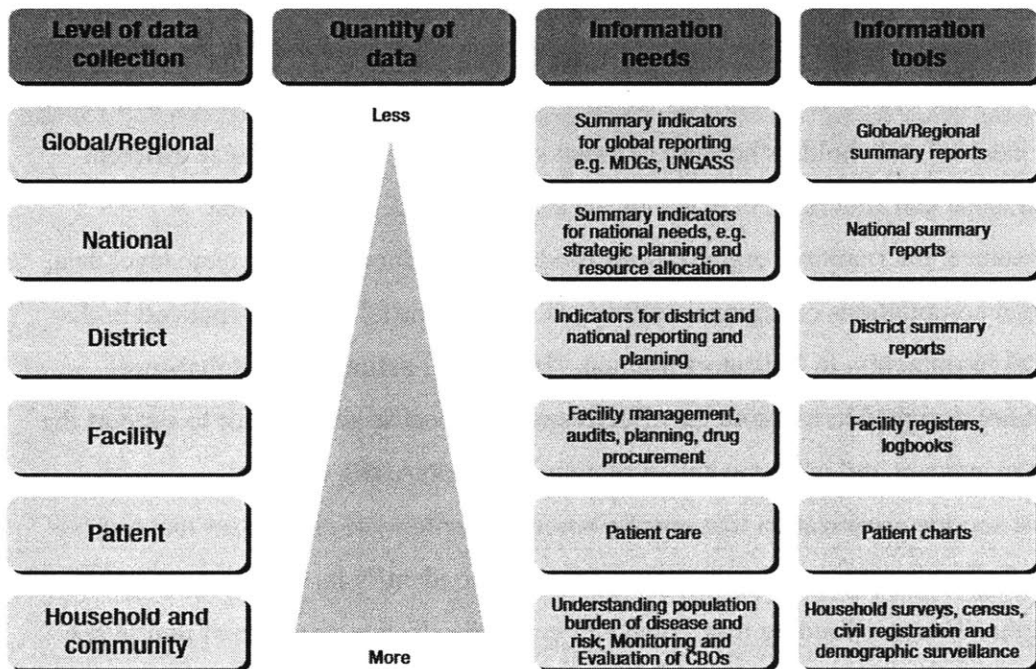 Level of data
collection
Quantity of
data
Information
needs
Information
tools
Less
Global/Regional
Summary indicators
for global reporting
e.g. MDGs, UNGASS
Global/Regional
summary reports
National
Summary indicators
for national needs, e.g.
strategic planning and
resource allocation
National summary
reports
District
Indicators for district and
national reporting and
planning
District summary
reports
Facility
Facility management,
audits, planning, drug
procurement
Facility registers,
logbooks
Patient
Patient care
Patient charts
Household and
community
More
Understanding population
burden of disease and
risk; Monitoring and
Evaluation of CBOs
Household surveys, census,
civil registration and
demographic surveillance